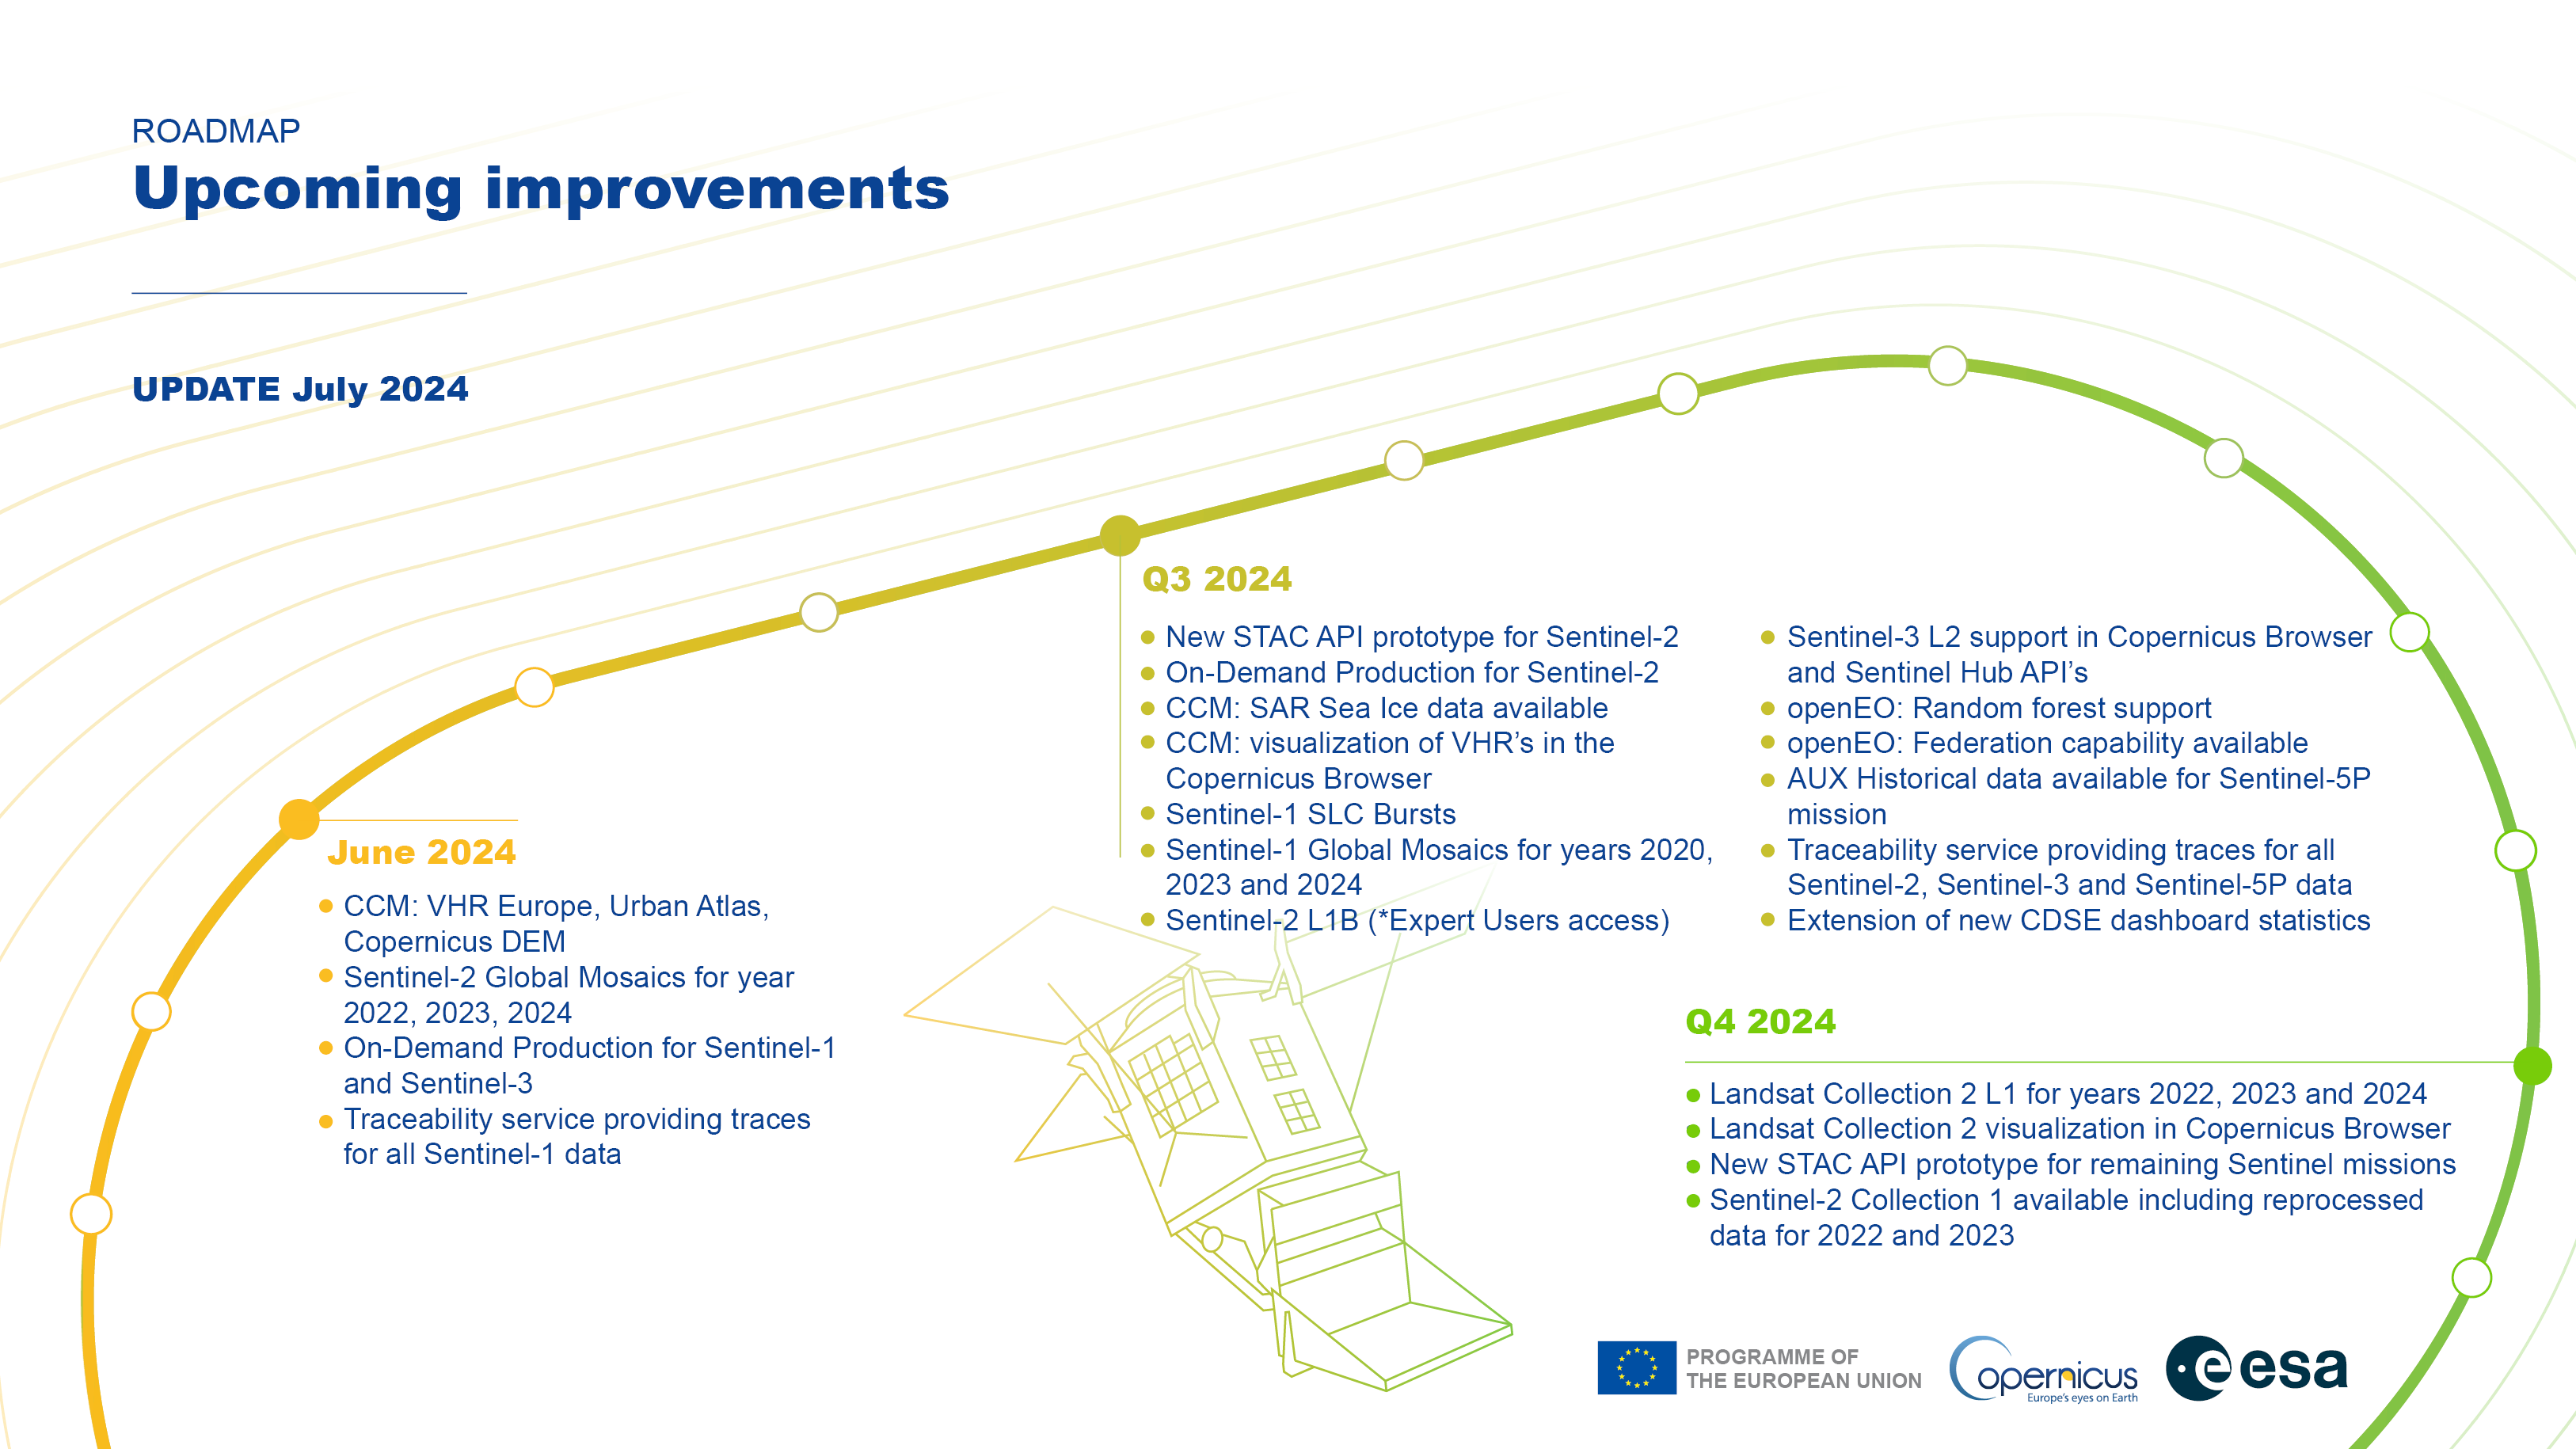 ROADMAP
Upcoming improvements
UPDATE July 2024
June 2024
CCM: VHR Europe, Urban Atlas,
Copernicus DEM
Sentinel-2 Global Mosaics for year
2022, 2023, 2024
On-Demand Production for Sentinel-1
and Sentinel-3
Traceability service providing traces
for all Sentinel-1 data
Q3 2024
New STAC API prototype for Sentinel-2
On-Demand Production for Sentinel-2
CCM: SAR Sea Ice data available
CCM: visualization of VHR’s in the
Copernicus Browser
Sentinel-1 SLC Bursts
Sentinel-1 Global Mosaics for years 2020,
2023 and 2024
Sentinel-2 L1B (*Expert Users access)
Sentinel-3 L2 support in Copernicus Browser
and Sentinel Hub API’s
openEO: Random forest support
openEO: Federation capability available
AUX Historical data available for Sentinel-5P
mission
Traceability service providing traces for all
Sentinel-2, Sentinel-3 and Sentinel-5P data
Extension of new CDSE dashboard statistics
Q4 2024
Landsat Collection 2 L1 for years 2022, 2023 and 2024
Landsat Collection 2 visualization in Copernicus Browser
New STAC API prototype for remaining Sentinel missions
Sentinel-2 Collection 1 available including reprocessed
data for 2022 and 2023
PROGRAMME OF
THE EUROPEAN UNION
Copernicus
Europe's eyes on Earth
esa